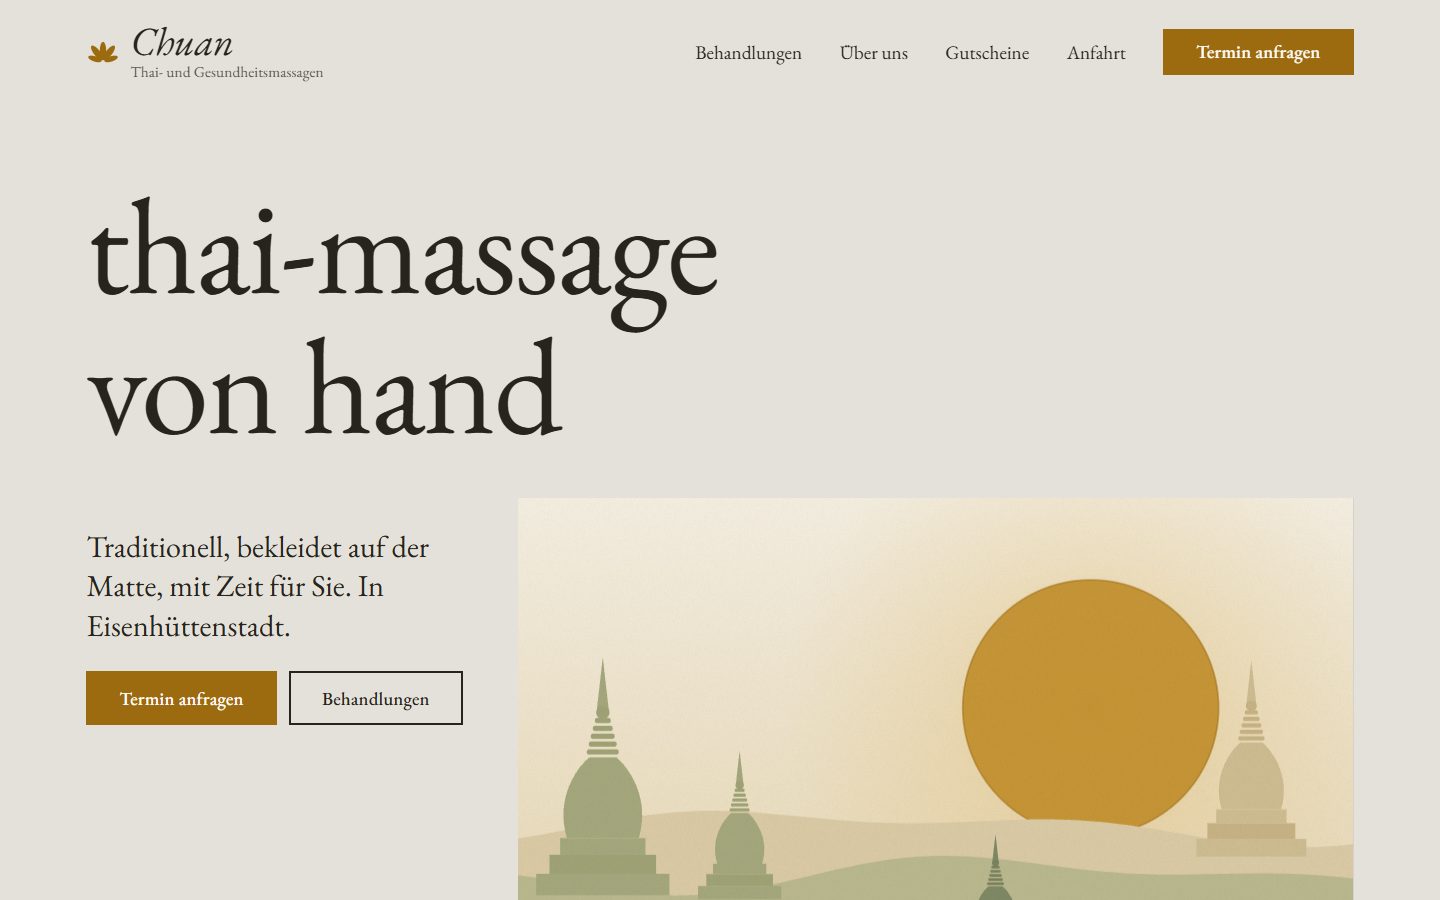 Chuan
Thai- und Gesundheitsmassagen
Behandlungen
Über uns
Gutscheine
Anfahrt
Termin anfragen
thai-massage
von hand
Traditionell, bekleidet auf der
Matte, mit Zeit für Sie. In
Eisenhüttenstadt.
Termin anfragen
Behandlungen